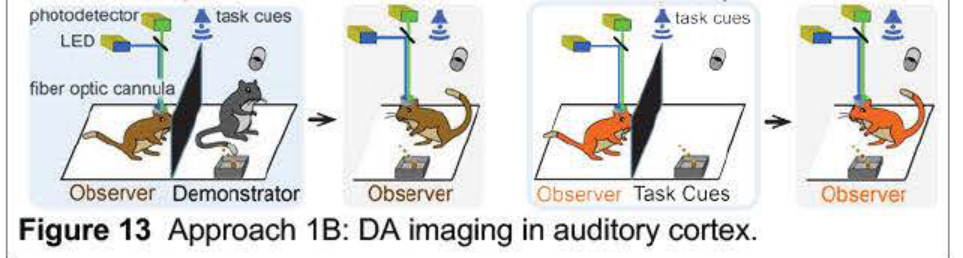 photodetector
task cues
LED
fiber optic cannula
Observer Demonstrator
Observer
task cues
Observer Task Cues
Observer
Figure 13 Approach 1B: DA imaging in auditory cortex.